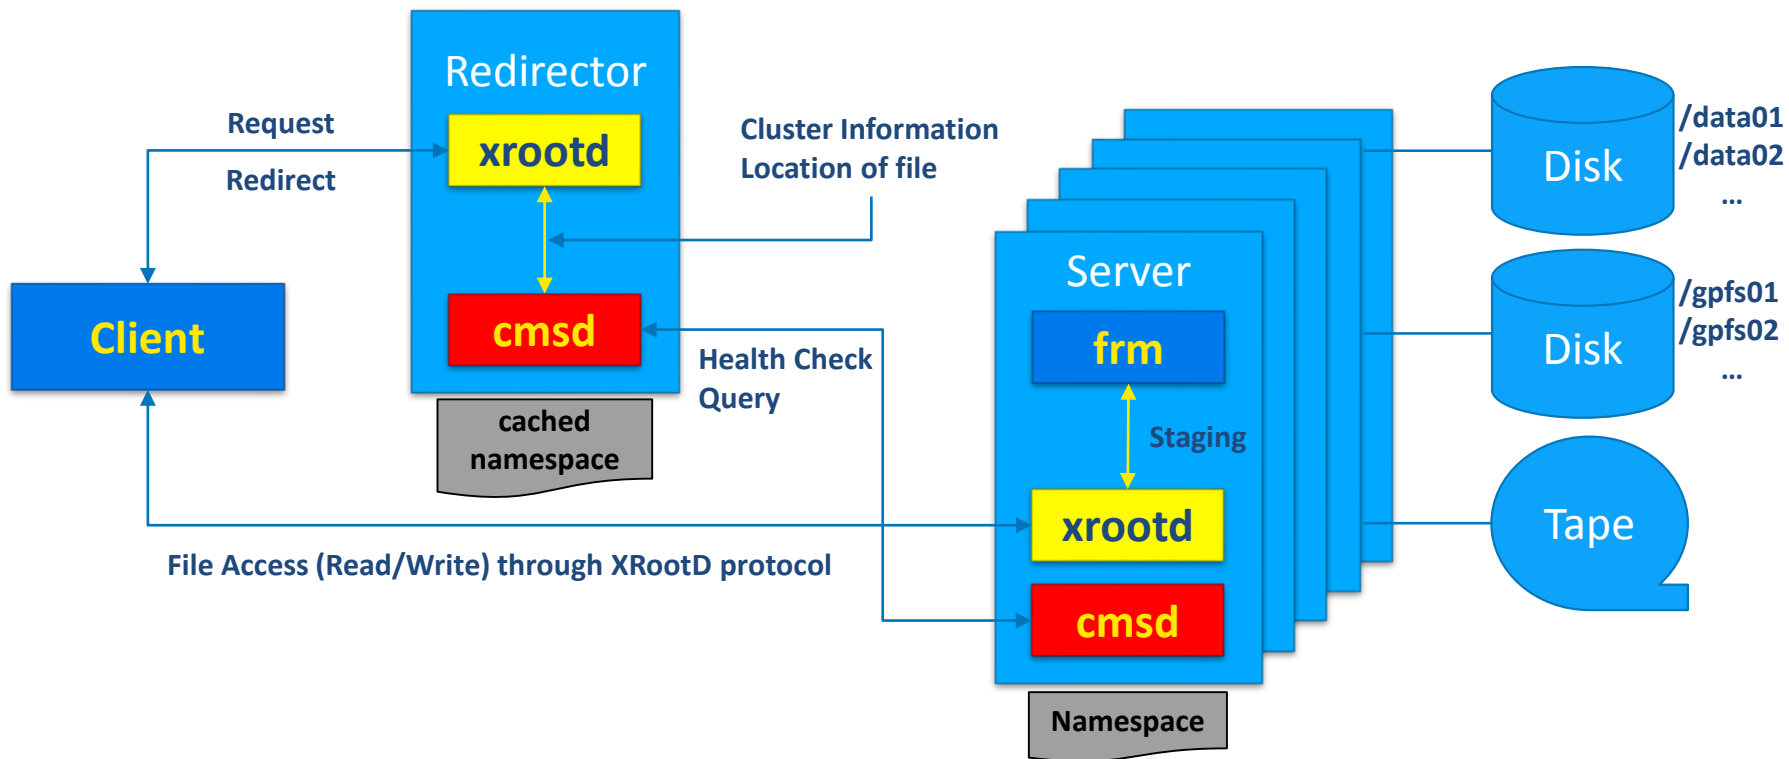 Redirector
Request
xrootd
Redirect
Cluster Information
Location of file
/data01
/data02
...
Disk
Server
Client
cmsd
Health Check
Query
frm
/gpfs01
/gpfs02
...
Disk
cached
namespace
Staging
xrootd
Tape
File Access (Read/Write) through XRootD protocol
cmsd
Namespace